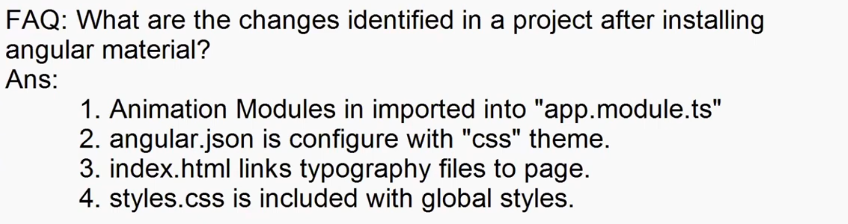 FAQ: What are the changes identified in a project after installing
angular material?
Ans:
1. Animation Modules in imported into "app.module.ts"
2. angular.json is configure with "css" theme.
3. index.html links typography files to page.
4. styles.css is included with global styles.